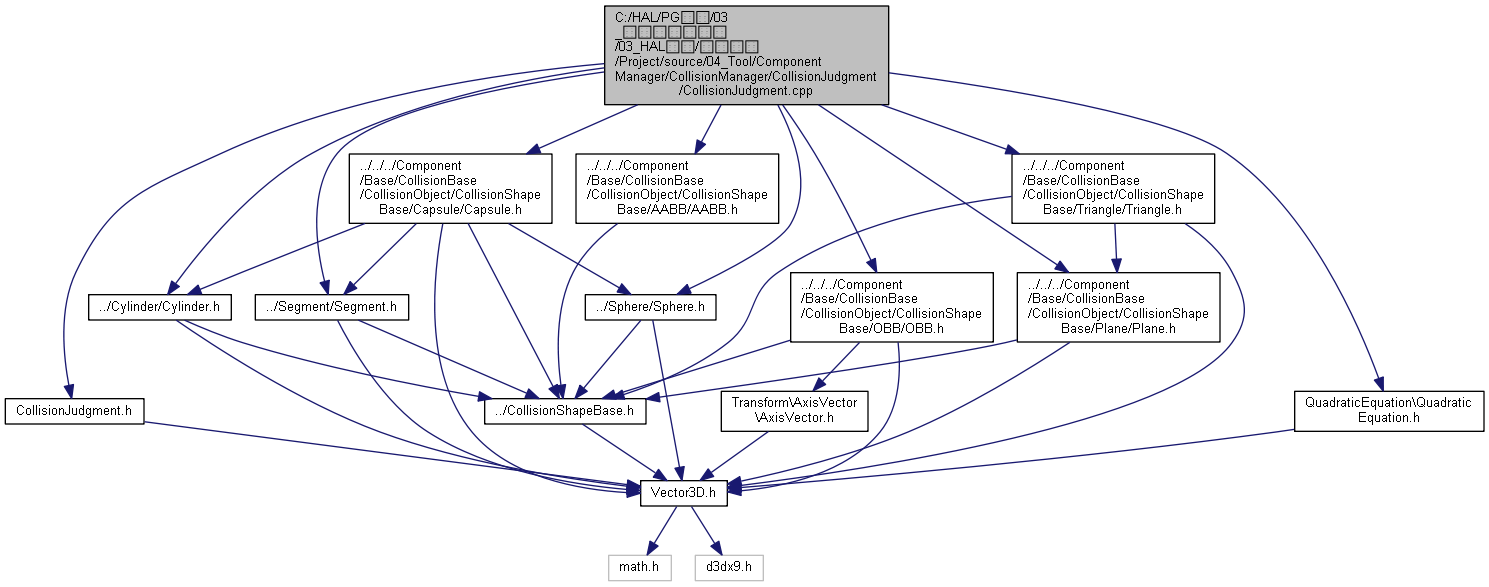 C:/HAL/PG□□/03
_□□□□□□□
/03_HAL□□/□□□□
/Project/source/04_Tool/Component
Manager/CollisionManager/CollisionJudgment
/CollisionJudgment.cpp
../../../Component
/Base/CollisionBase
/CollisionObject/CollisionShape
Base/Capsule/Capsule.h
../../../Component
/Base/CollisionBase
/CollisionObject/CollisionShape
Base/AABB/AABB.h
../../../Component
/Base/CollisionBase
/CollisionObject/CollisionShape
Base/Triangle/Triangle.h
../Cylinder/Cylinder.h
../Segment/Segment.h
../Sphere/Sphere.h
../../../Component
/Base/CollisionBase
/CollisionObject/CollisionShape
Base/OBB/OBB.h
../../../Component
/Base/CollisionBase
/CollisionObject/CollisionShape
Base/Plane/Plane.h
CollisionJudgment.h
../CollisionShapeBase.h
Transform\AxisVector
\AxisVector.h
QuadraticEquation\Quadratic
Equation.h
Vector3D.h
math.h
d3dx9.h